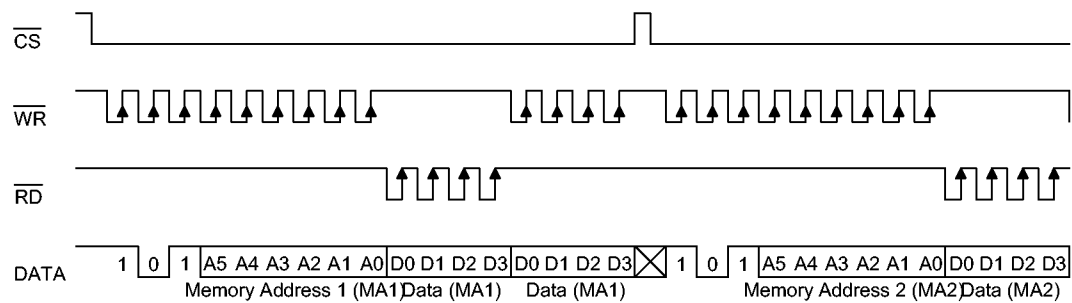 CS
WR
RD
DATA 1 0 1 A5 A4 A3 A2 A1 A0 D0 D1 D2 D3 D0 D1 D2 D3 1 0 1 A5 A4 A3 A2 A1 A0 D0 D1 D2 D3
Memory Address 1 (MA1) Data (MA1) Data (MA1) Memory Address 2 (MA2) Data (MA2)